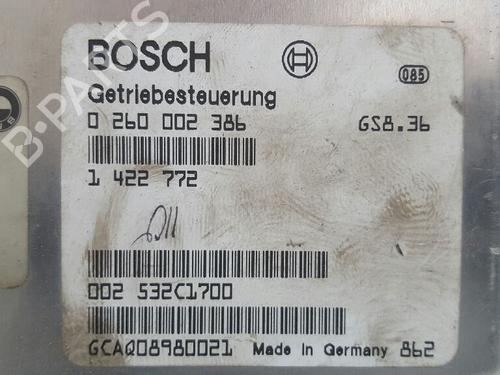 BOSCH
085
Getriebesteuerung
0 260 002 386 GS8.36
1 422 772
002 532C1700
GCAQ08980021 Made in Germany 862
B-PARTS